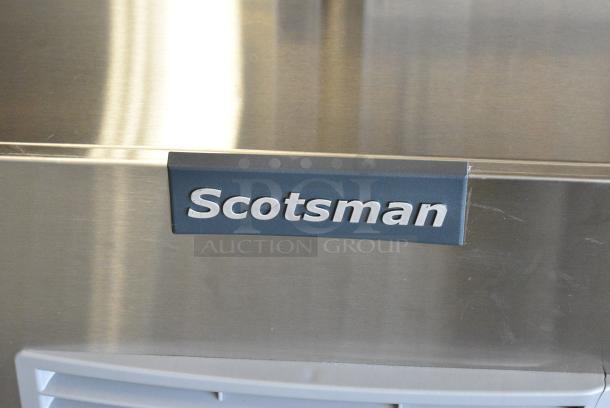 Scotsman
PCI
AUCTION GROUP